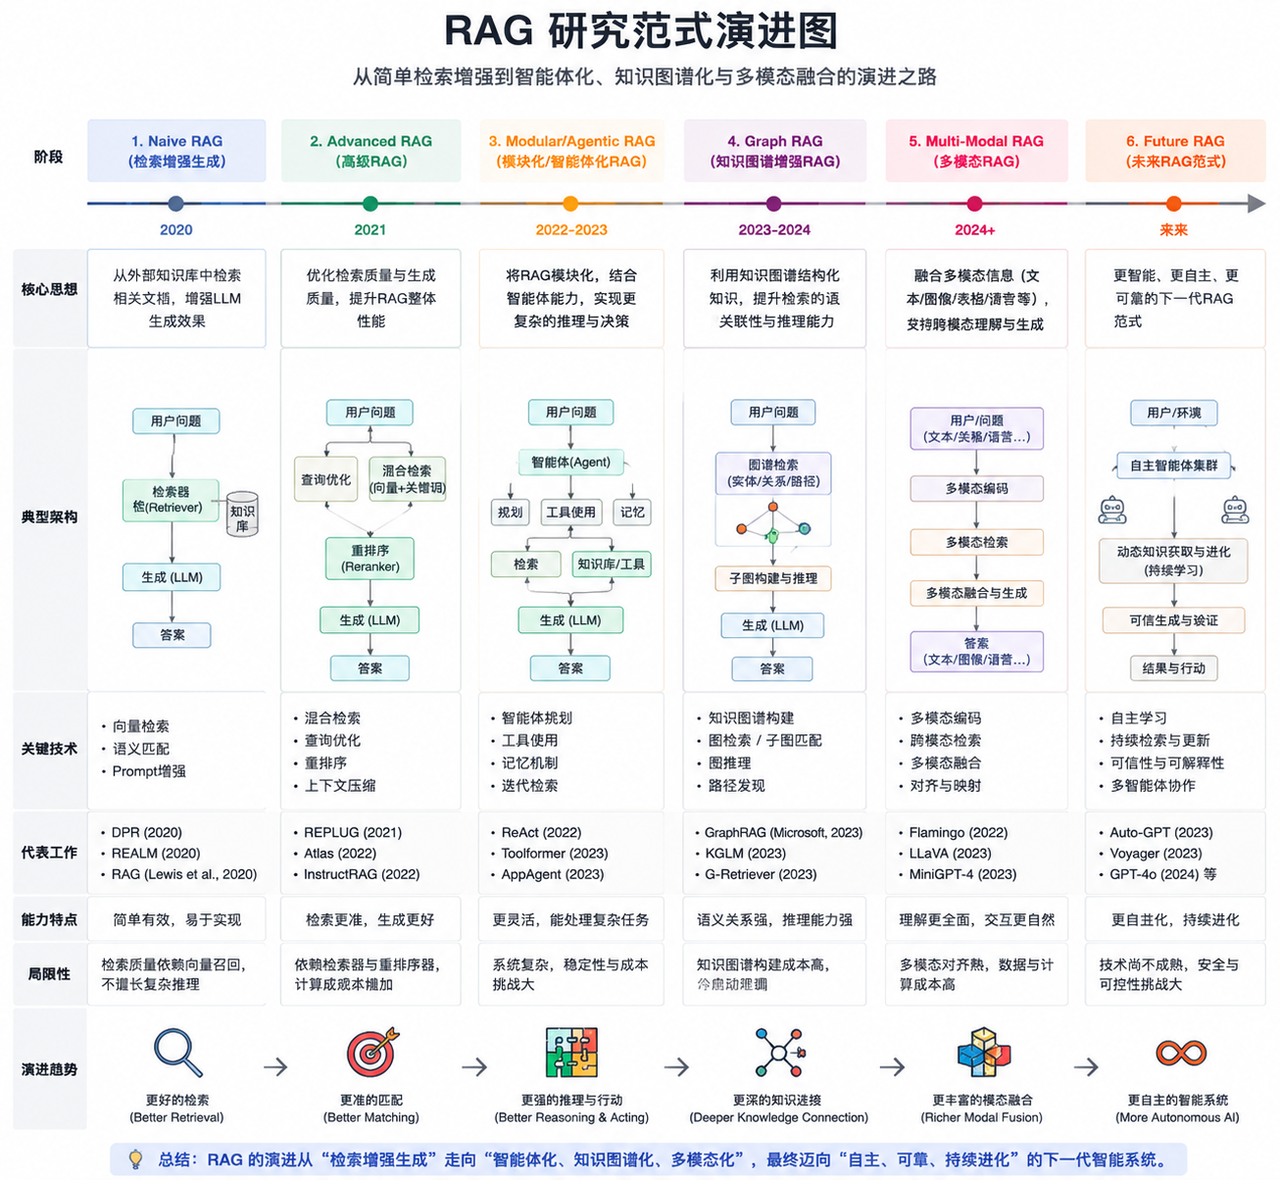 RAG 研究范式演进图
从简单检索增强到智能体化、知识图谱化与多模态融合的演进之路
阶段
1. Naive RAG
(检索增强生成)
2. Advanced RAG
(高级RAG)
3. Modular/Agentic RAG
(模块化/智能体化RAG)
4. Graph RAG
(知识图谱增强RAG)
5. Multi-Modal RAG
(多模态RAG)
6. Future RAG
(未来RAG范式)
2020
2021
2022-2023
2023-2024
2024+
来来
核心思想
从外部知识库中检索
相关文档，增强LLM
生成效果
优化检索质量与生成
质量，提升RAG整体
性能
将RAG模块化，结合
智能体能力，实现更
复杂的推理与决策
利用知识图谱结构化
知识，提升检索的语
关联性与推理能力
融合多模态信息（文
本/图像/表格/等），
支持跨模态理解与生成
更智能、更自主、更
可靠的下一代RAG
范式
典型架构
用户问题
检索器
(Retriever)
知识
库
生成 (LLM)
答案
用户问题
查询优化
混合检索
(向量+关)
重排序
(Reranker)
生成 (LLM)
答案
用户问题
智能体(Agent)
规划
工具使用
记忆
检索
知识库/工具
生成 (LLM)
答案
用户问题
图谱检索
(实体/关系/路径)
子图构建与推理
生成 (LLM)
答案
用户/问题
(文本/...)
多模态编码
多模态检索
多模态融合与生成
答案
(文本/图像/...)
用户/环境
自主智能体集群
动态知识获取与进化
(持续学习)
可信生成与验证
结果与行动
关键技术
• 向量检索
• 语义匹配
• Prompt增强
• 混合检索
• 查询优化
• 重排序
• 上下文压缩
• 智能体规划
• 工具使用
• 记忆机制
• 迭代检索
• 知识图谱构建
• 图检索 / 子图匹配
• 图推理
• 路径发现
• 多模态编码
• 跨模态检索
• 多模态融合
• 对齐与映射
• 自主学习
• 持续检索与更新
• 可信性与可解释性
• 多智能体协作
代表工作
• DPR (2020)
• REALM (2020)
• RAG (Lewis et al., 2020)
• REPLUG (2021)
• Atlas (2022)
• InstructRAG (2022)
• ReAct (2022)
• Toolformer (2023)
• AppAgent (2023)
• GraphRAG (Microsoft, 2023)
• KGLM (2023)
• G-Retriever (2023)
• Flamingo (2022)
• LLaVA (2023)
• MiniGPT-4 (2023)
• Auto-GPT (2023)
• Voyager (2023)
• GPT-4o (2024) 等
能力特点
简单有效，易于实现
检索更准，生成更好
更灵活，能处理复杂任务
语义关系强，推理能力强
理解更全面，交互更自然
更自主化，持续进化
局限性
检索质量依赖向量召回，
不擅长复杂推理
依赖检索器与重排序器，
计算成本增加
系统复杂，稳定性与成本
挑战大
知识图谱构建成本高，
多模态对齐熟，数据与计
算成本高
技术尚不成熟，安全与
可控性挑战大
演进趋势
更好的检索
(Better Retrieval)
更准的匹配
(Better Matching)
更强的推理与行动
(Better Reasoning & Acting)
更深的知识连接
(Deeper Knowledge Connection)
更丰富的模态融合
(Richer Modal Fusion)
更自主的智能系统
(More Autonomous AI)
总结：RAG 的演进从“检索增强生成”走向“智能体化、知识图谱化、多模态化”，最终迈向“自主、可靠、持续进化”的下一代智能系统。